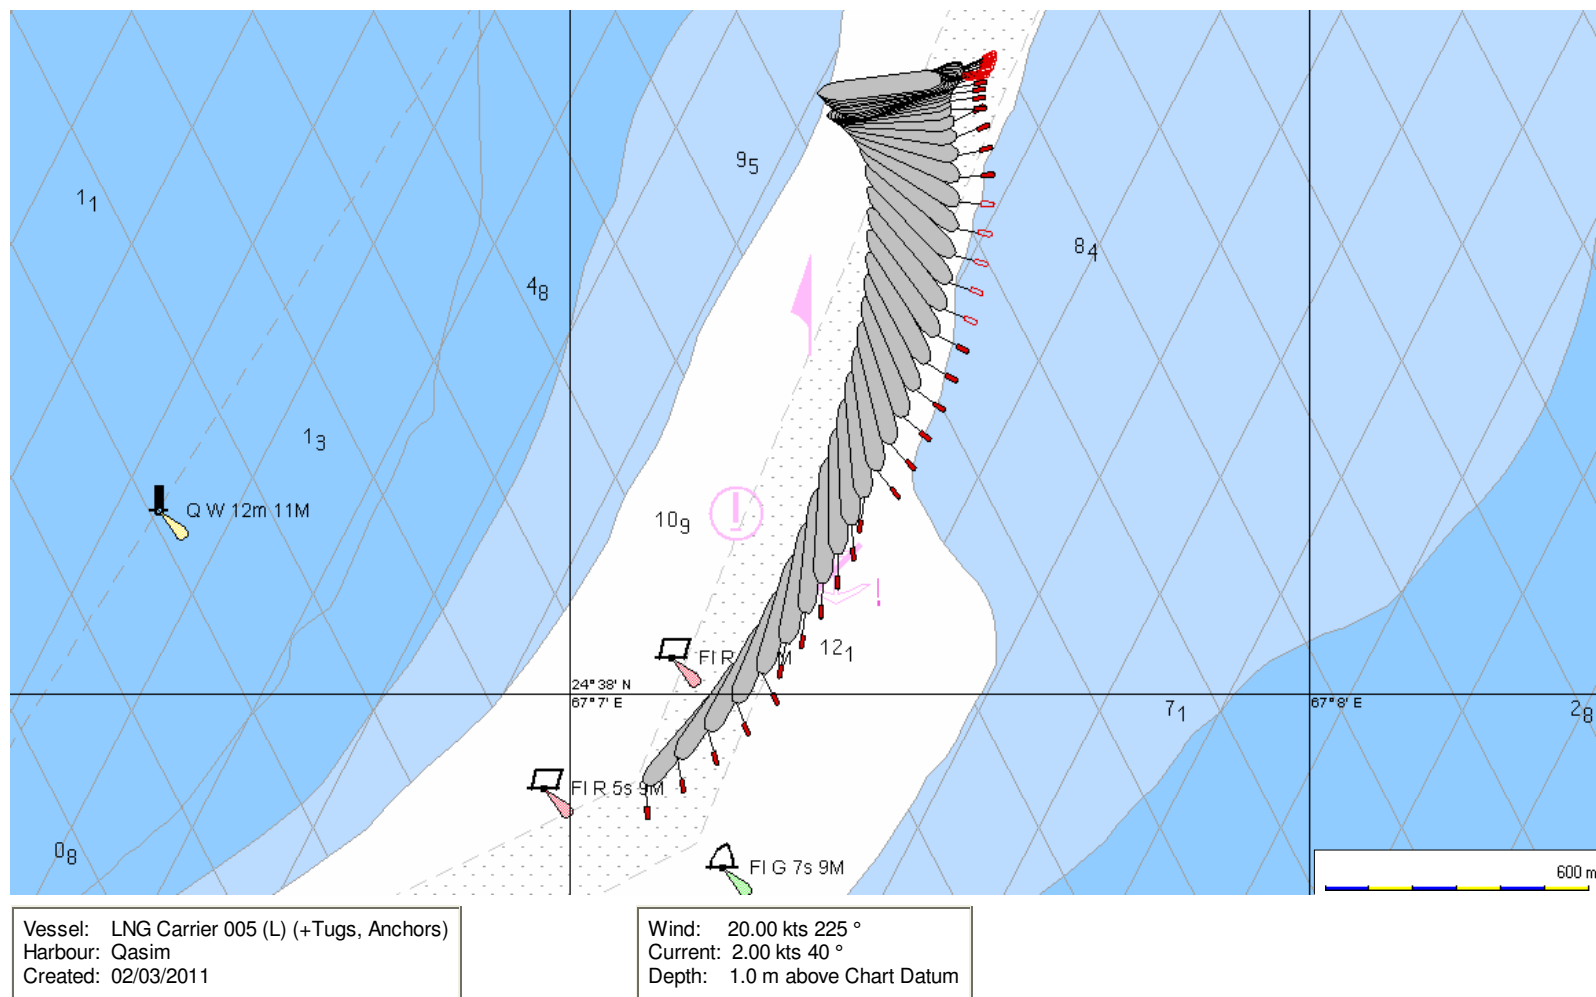 9₅
1₁
8₄
4₈
1₃
Q W 12m 11M
10₉
!
12₁
Fl R M
24° 38' N
67° 7' E
67° 8' E
7₁
2₈
Fl R 5s 9M
0₈
Fl G 7s 9M
600 m
Vessel: LNG Carrier 005 (L) (+Tugs, Anchors)
Harbour: Qasim
Created: 02/03/2011
Wind: 20.00 kts 225 °
Current: 2.00 kts 40 °
Depth: 1.0 m above Chart Datum